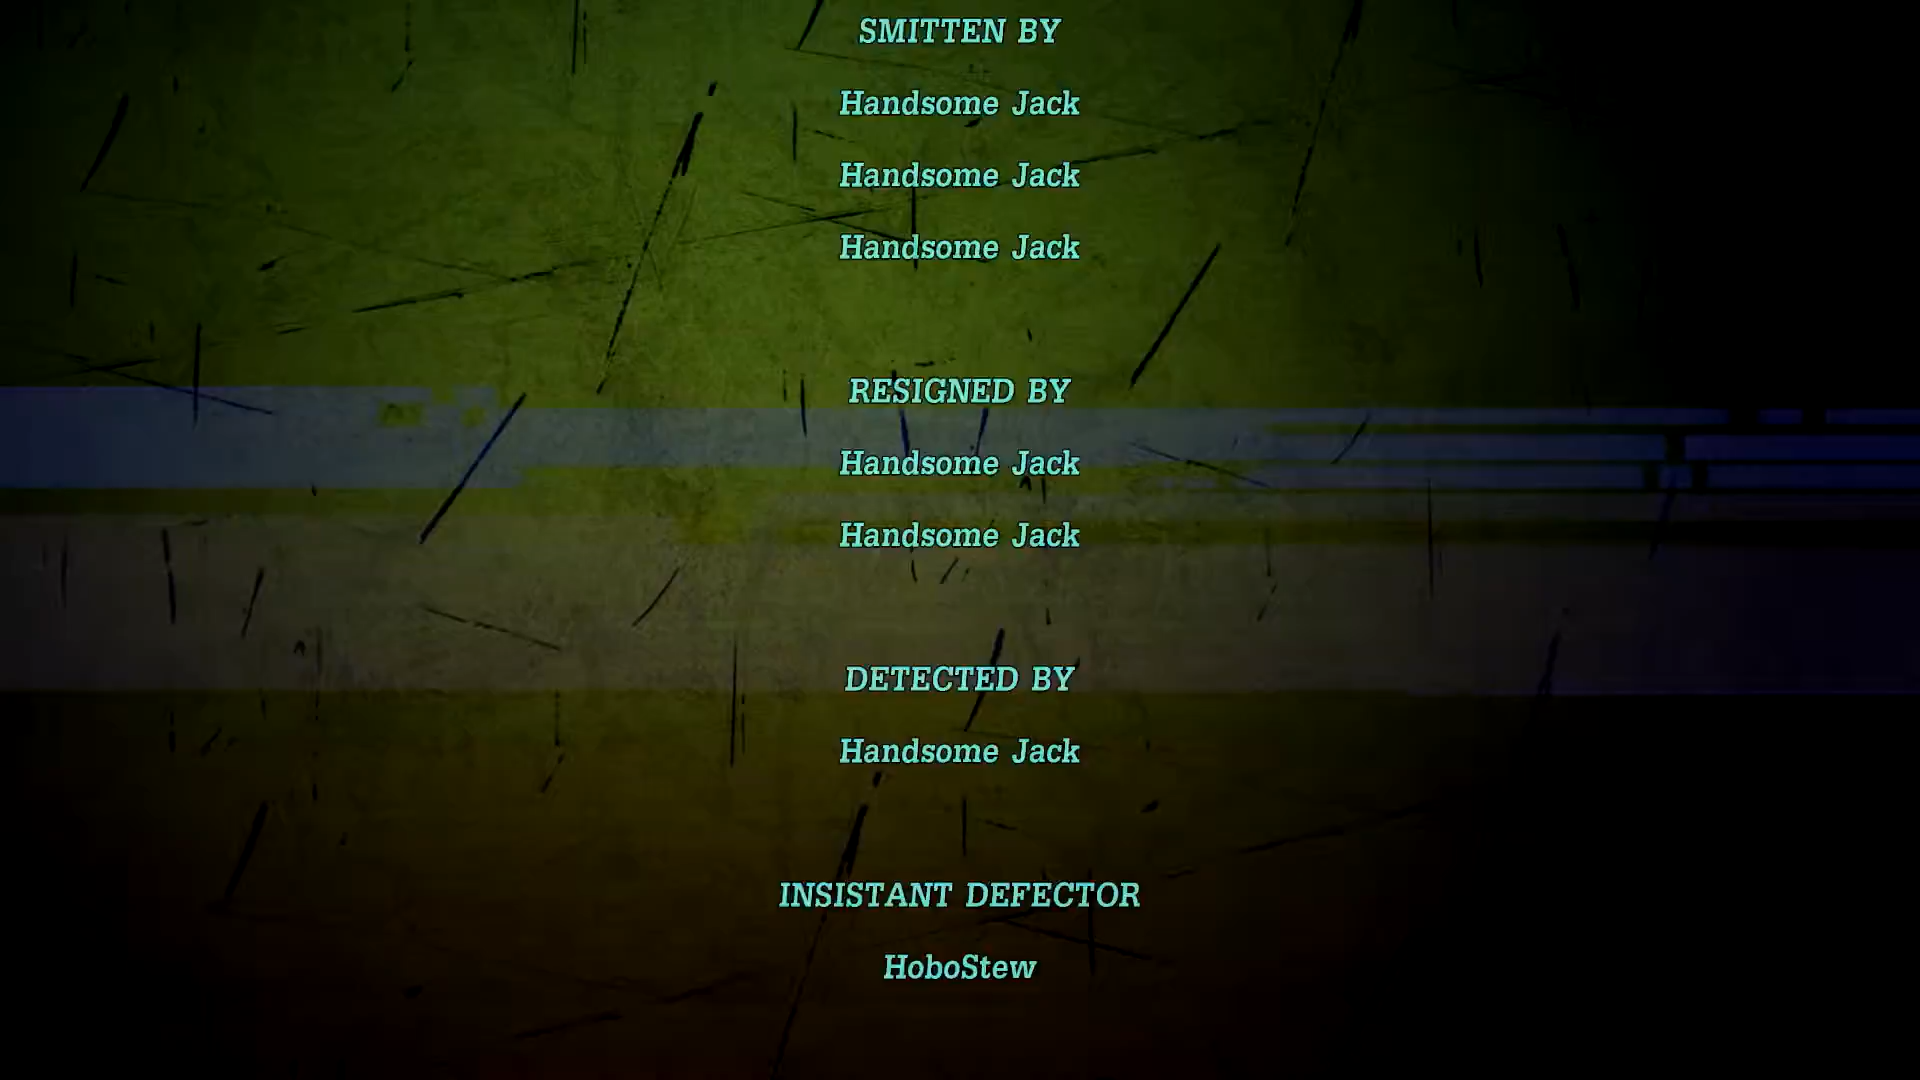 SMITTEN BY
Handsome Jack
Handsome Jack
Handsome Jack
RESIGNED BY
Handsome Jack
Handsome Jack
DETECTED BY
Handsome Jack
INSISTANT DEFECTOR
HoboStew